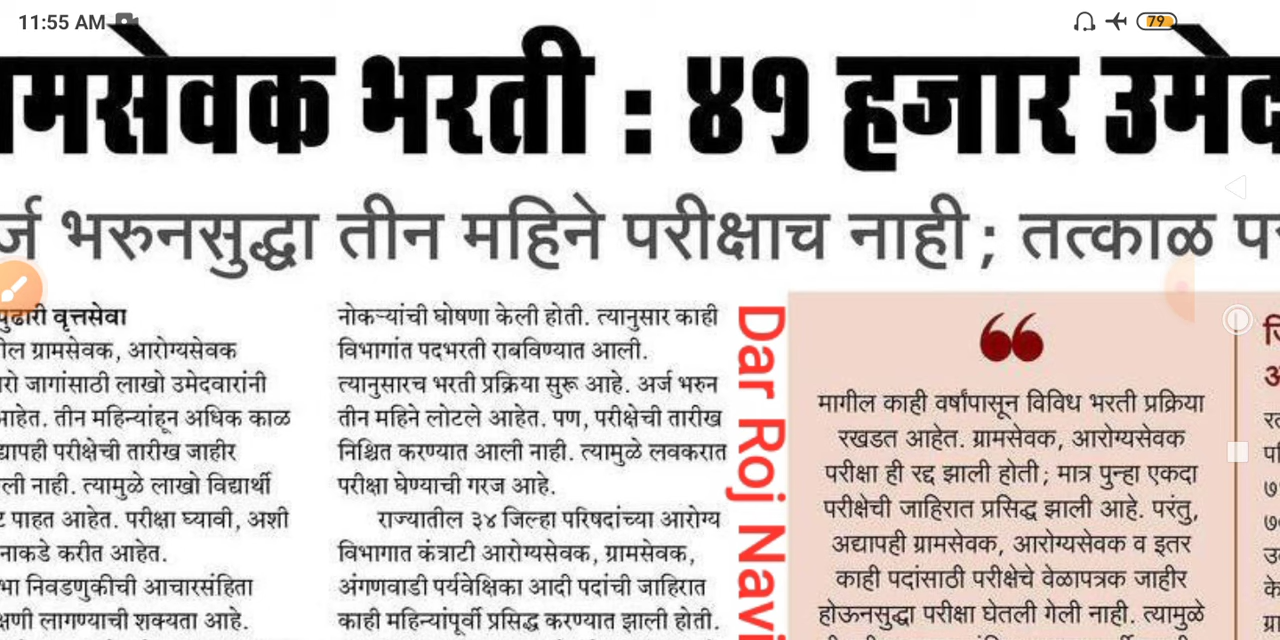 11:55 AM
79
ग्रामसेवक भरती : ४१ हजार
र्ज भरुनसुद्धा तीन महिने परीक्षाच नाही; तत्काळ
पुढारी वृत्तसेवा
ग्रामसेवक, आरोग्यसेवक
जागांसाठी लाखो उमेदवारांनी
आहेत. तीन महिन्यांहून अधिक काळ
परीक्षेची तारीख जाहीर
नाही. त्यामुळे लाखो विद्यार्थी
पाहत आहेत. परीक्षा घ्यावी, अशी
करीत आहेत.
निवडणुकीची आचारसंहिता
लागण्याची शक्यता आहे.
नोकऱ्यांची घोषणा केली होती. त्यानुसार काही
विभागांत पदभरती राबविण्यात आली.
त्यानुसारच भरती प्रक्रिया सुरू आहे. अर्ज भरुन
तीन महिने लोटले आहेत. पण, परीक्षेची तारीख
निश्चित करण्यात आली नाही. त्यामुळे लवकरात
परीक्षा घेण्याची गरज आहे.
राज्यातील ३४ जिल्हा परिषदांच्या आरोग्य
विभागात कंत्राटी आरोग्यसेवक, ग्रामसेवक,
अंगणवाडी पर्यवेक्षिका आदी पदांची जाहिरात
काही महिन्यांपूर्वी प्रसिद्ध करण्यात झाली होती.
Dar Roj Navi
मागील काही वर्षांपासून विविध भरती प्रक्रिया
रखडत आहेत. ग्रामसेवक, आरोग्यसेवक
परीक्षा ही रद्द झाली होती; मात्र पुन्हा एकदा
परीक्षेची जाहिरात प्रसिद्ध झाली आहे. परंतु,
अद्यापही ग्रामसेवक, आरोग्यसेवक व इतर
काही पदांसाठी परीक्षेचे वेळापत्रक जाहीर
होऊनसुद्धा परीक्षा घेतली गेली नाही. त्यामुळे